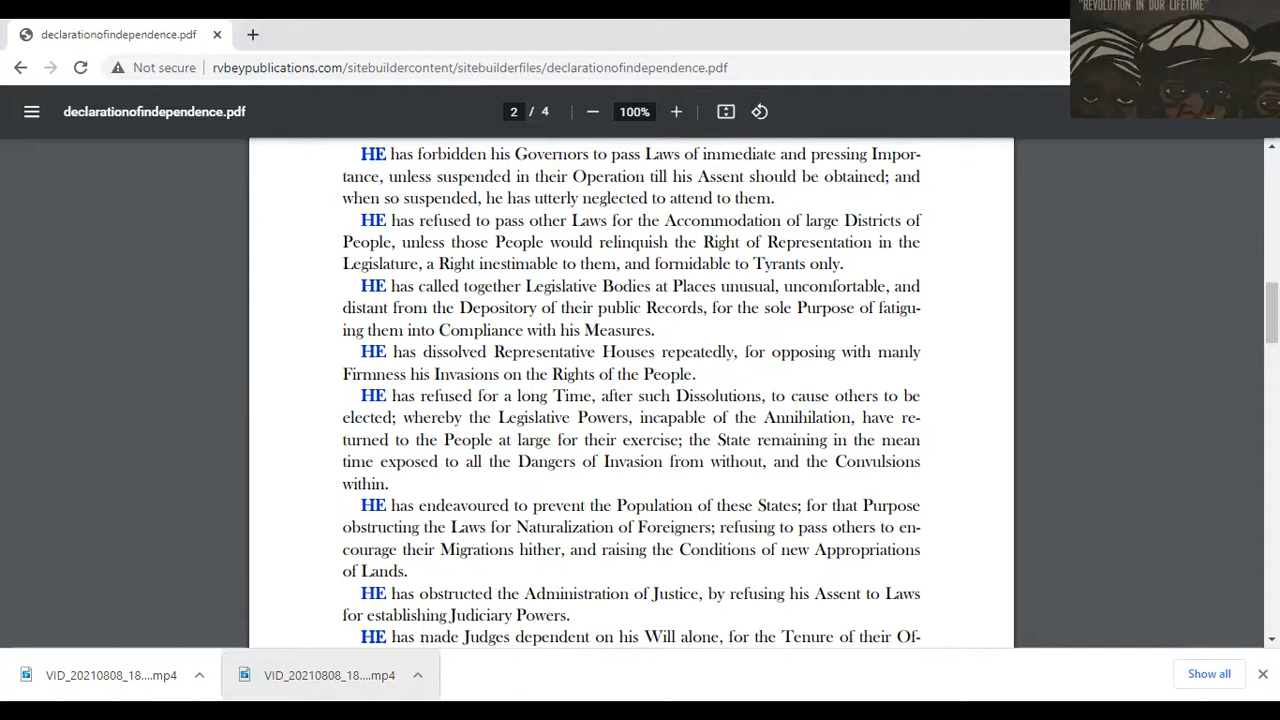 "REVOLUTION IN OUR LIFETIME"
declarationofindependence.pdf
Not secure
rvbeypublications.com/sitebuildercontent/sitebuilderfiles/declarationofindependence.pdf
declarationofindependence.pdf
2 / 4
100%
HE has forbidden his Governors to pass Laws of immediate and pressing Impor-
tance, unless suspended in their Operation till his Assent should be obtained; and
when so suspended, he has utterly neglected to attend to them.
HE has refused to pass other Laws for the Accommodation of large Districts of
People, unless those People would relinquish the Right of Representation in the
Legislature, a Right inestimable to them, and formidable to Tyrants only.
HE has called together Legislative Bodies at Places unusual, uncomfortable, and
distant from the Depository of their public Records, for the sole Purpose of fatigu-
ing them into Compliance with his Measures.
HE has dissolved Representative Houses repeatedly, for opposing with manly
Firmness his Invasions on the Rights of the People.
HE has refused for a long Time, after such Dissolutions, to cause others to be
elected; whereby the Legislative Powers, incapable of the Annihilation, have re-
turned to the People at large for their exercise; the State remaining in the mean
time exposed to all the Dangers of Invasion from without, and the Convulsions
within.
HE has endeavoured to prevent the Population of these States; for that Purpose
obstructing the Laws for Naturalization of Foreigners; refusing to pass others to en-
courage their Migrations hither, and raising the Conditions of new Appropriations
of Lands.
HE has obstructed the Administration of Justice, by refusing his Assent to Laws
for establishing Judiciary Powers.
HE has made Judges dependent on his Will alone, for the Tenure of their Of-
VID_20210808_18....mp4
VID_20210808_18....mp4
Show all